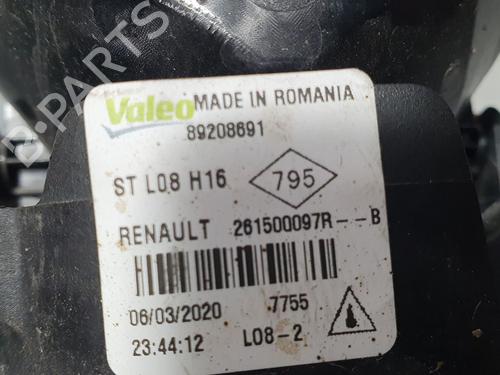 Valeo MADE IN ROMANIA
89208691
ST L08 H16 795
RENAULT 261500097R--B
06/03/2020 7755
23:44:12 L08-2
B-PARTS